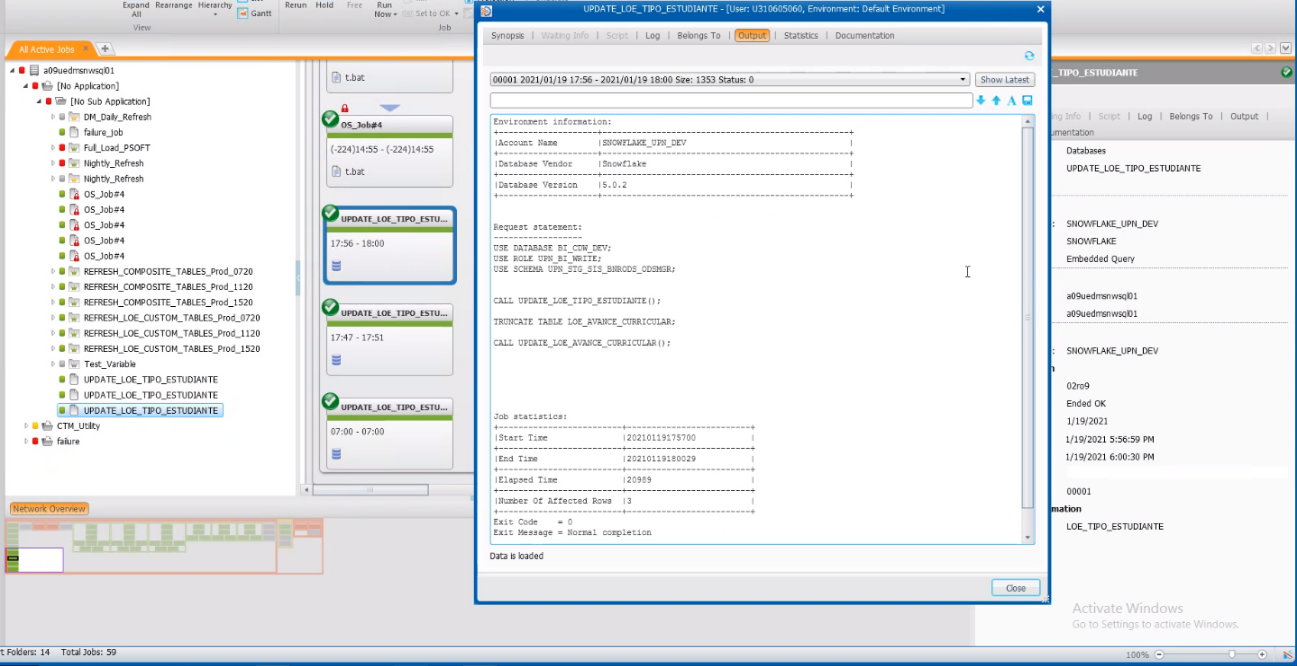 Expand Rearrange Hierarchy
All
Gantt
View
Rerun Hold Free Run
Now
Set to OK
Job
All Active Jobs × +
a09uedmsnwsql01
[No Application]
[No Sub Application]
DM_Daily_Refresh
failure_job
Full_Load_PSOFT
Nightly_Refresh
Nightly_Refresh
OS_Job#4
OS_Job#4
OS_Job#4
OS_Job#4
OS_Job#4
REFRESH_COMPOSITE_TABLES_Prod_0720
REFRESH_COMPOSITE_TABLES_Prod_1120
REFRESH_COMPOSITE_TABLES_Prod_1520
REFRESH_LOE_CUSTOM_TABLES_Prod_0720
REFRESH_LOE_CUSTOM_TABLES_Prod_1120
REFRESH_LOE_CUSTOM_TABLES_Prod_1520
Test_Variable
UPDATE_LOE_TIPO_ESTUDIANTE
UPDATE_LOE_TIPO_ESTUDIANTE
UPDATE_LOE_TIPO_ESTUDIANTE
CTM_Utility
failure
Network Overview
t.bat
OS_Job#4
(-224)14:55 - (-224)14:55
t.bat
UPDATE_LOE_TIPO_ESTU...
17:56 - 18:00
UPDATE_LOE_TIPO_ESTU...
17:47 - 17:51
UPDATE_LOE_TIPO_ESTU...
07:00 - 07:00
UPDATE_LOE_TIPO_ESTUDIANTE - [User: U310605060, Environment: Default Environment]
Synopsis | Waiting Info | Script | Log | Belongs To | Output | Statistics | Documentation
00001 2021/01/19 17:56 - 2021/01/19 18:00 Size: 1353 Status: 0
Show Latest
Environment information:
|Account Name |SNOWFLAKE_UPN_DEV |
|Database Vendor |Snowflake |
|Database Version |5.0.2 |
Request statement:
------------------
USE DATABASE BI_CDW_DEV;
USE ROLE UPN_BI_WRITE;
USE SCHEMA UPN_STG_SIS_BNRODS_ODSMGR;
CALL UPDATE_LOE_TIPO_ESTUDIANTE();
TRUNCATE TABLE LOE_AVANCE_CURRICULAR;
CALL UPDATE_LOE_AVANCE_CURRICULAR();
Job statistics:
|Start Time |20210119175700 |
|End Time |20210119180029 |
|Elapsed Time |20989 |
|Number Of Affected Rows |3 |
Exit Code = 0
Exit Message = Normal completion
Data is loaded
Close
_TIPO_ESTUDIANTE
ng Info | Script | Log | Belongs To | Output |
umentation
Databases
UPDATE_LOE_TIPO_ESTUDIANTE
: SNOWFLAKE_UPN_DEV
SNOWFLAKE
Embedded Query
a09uedmsnwsql01
a09uedmsnwsql01
: SNOWFLAKE_UPN_DEV
n
02ro9
Ended OK
1/19/2021
1/19/2021 5:56:59 PM
1/19/2021 6:00:30 PM
00001
mation
LOE_TIPO_ESTUDIANTE
Activate Windows
Go to Settings to activate Windows.
t Folders: 14 Total Jobs: 59
100%